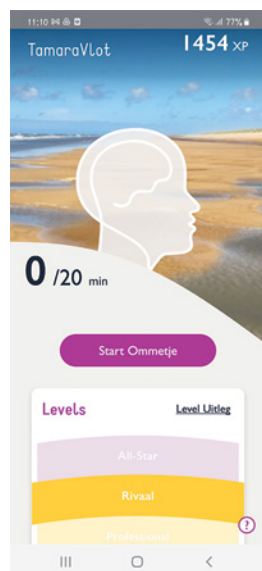 11:10 77%
TamaraVlot 1454 XP
0 /20 min
Start Ommetje
Levels Level Uitleg
All-Star
Rivaal
Professional
?